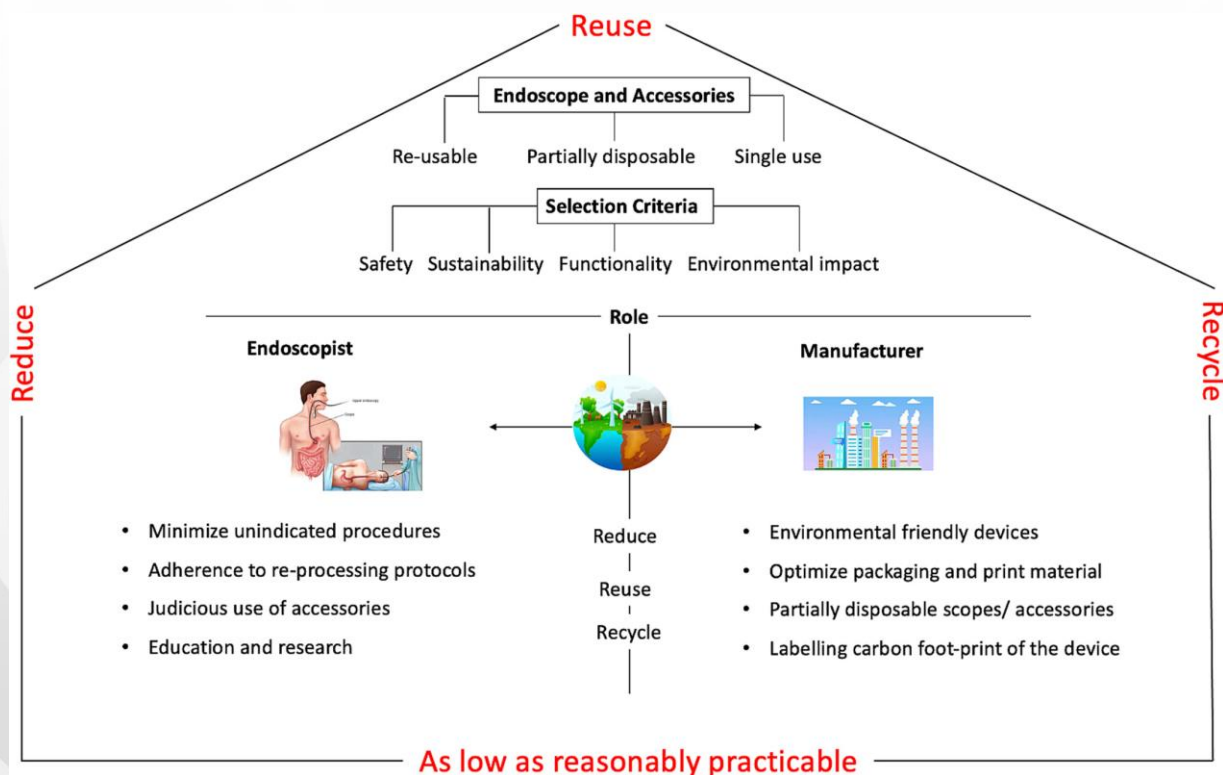 Reuse
Endoscope and Accessories
Re-usable Partially disposable Single use
Selection Criteria
Safety Sustainability Functionality Environmental impact
Reduce
Recycle
Role
Endoscopist
Manufacturer
• Minimize unindicated procedures
• Adherence to re-processing protocols
• Judicious use of accessories
• Education and research
Reduce
Reuse
Recycle
• Environmental friendly devices
• Optimize packaging and print material
• Partially disposable scopes/ accessories
• Labelling carbon foot-print of the device
As low as reasonably practicable